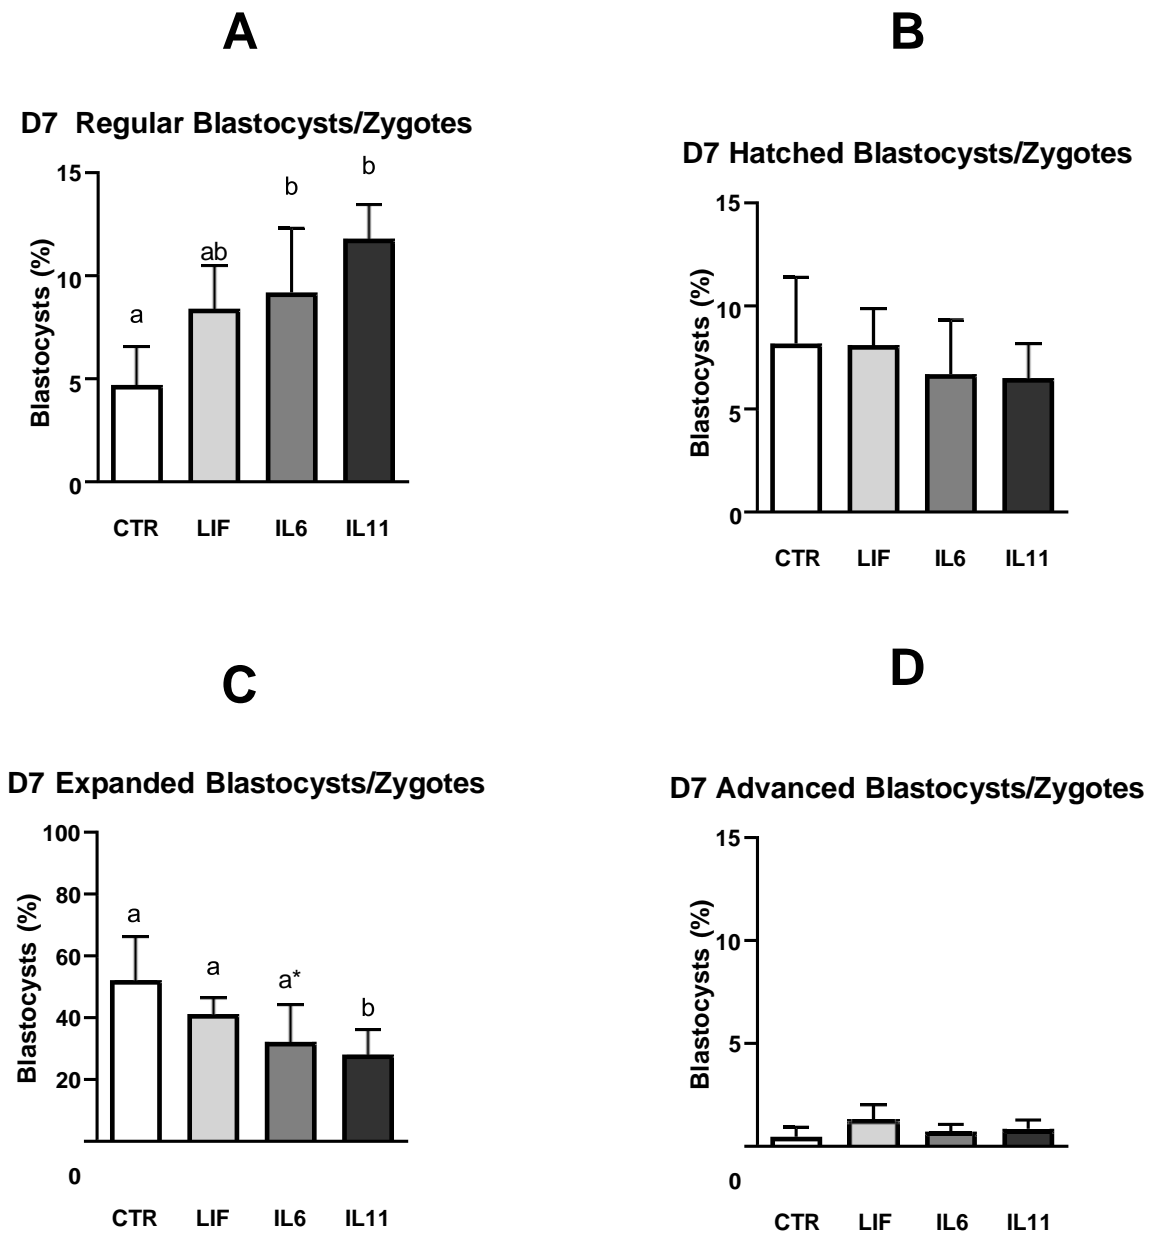 A
D7 Regular Blastocysts/Zygotes
Blastocysts (%)
15
10
5
0
a
ab
b
b
CTR LIF IL6 IL11
B
D7 Hatched Blastocysts/Zygotes
Blastocysts (%)
15
10
5
0
CTR LIF IL6 IL11
C
D7 Expanded Blastocysts/Zygotes
Blastocysts (%)
100
80
60
40
20
0
a
a
a*
b
CTR LIF IL6 IL11
D
D7 Advanced Blastocysts/Zygotes
Blastocysts (%)
15
10
5
0
CTR LIF IL6 IL11